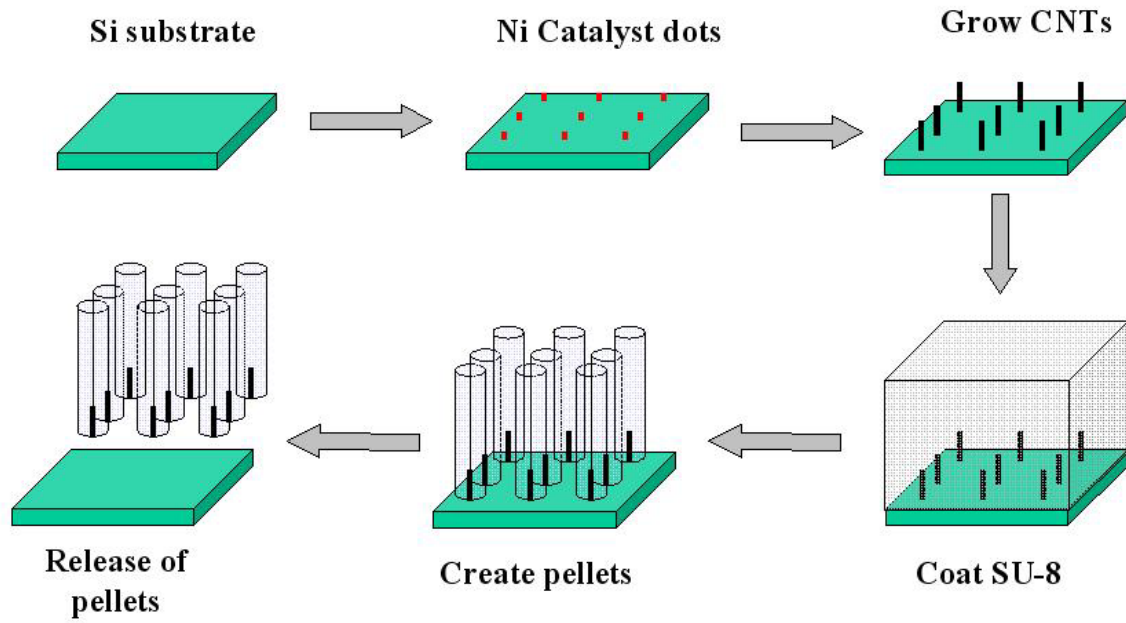 Si substrate
Ni Catalyst dots
Grow CNTs
Coat SU-8
Create pellets
Release of
pellets